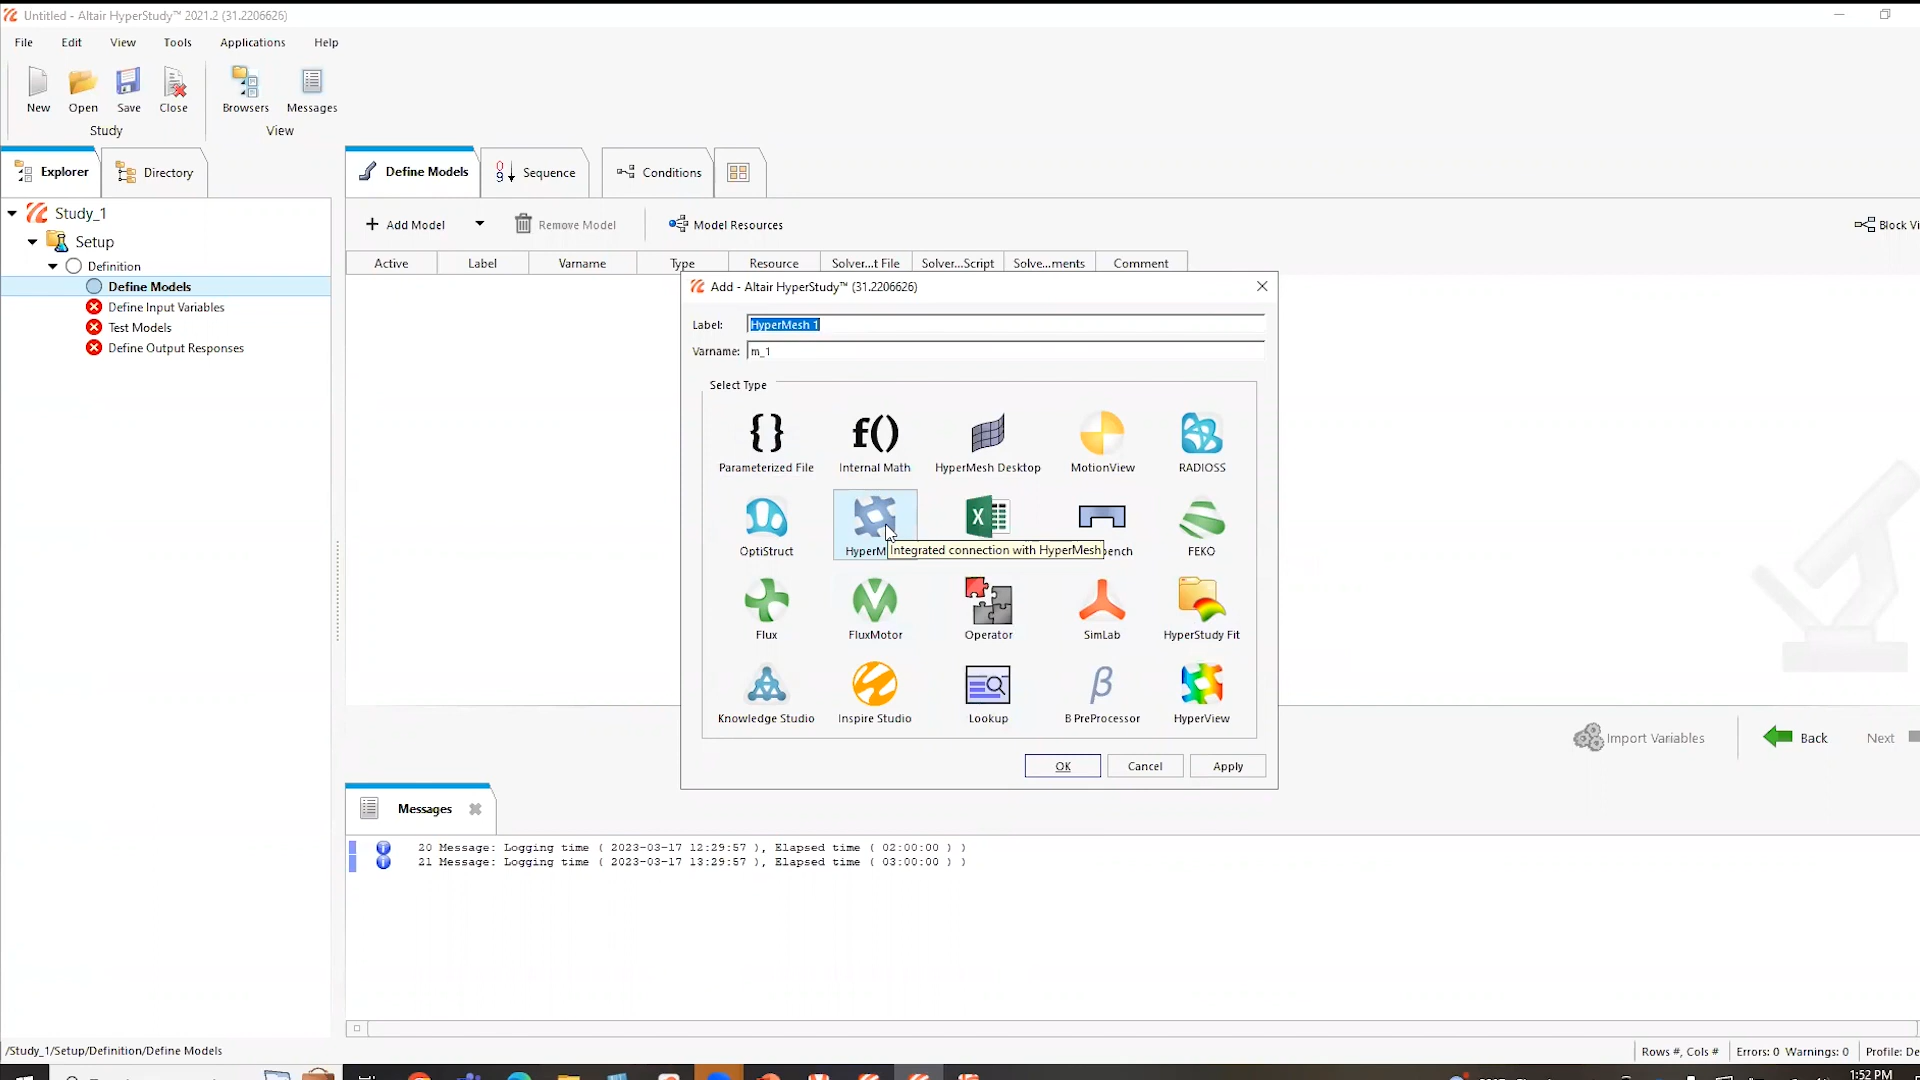 Untitled - Altair HyperStudy™ 2021.2 (31.2206626)
File Edit View Tools Applications Help
New Open Save Close Browsers Messages
Study View
Explorer Directory Define Models Sequence Conditions
Study_1
Setup
Definition
Define Models
Define Input Variables
Test Models
Define Output Responses
+ Add Model Remove Model Model Resources Block Vi
Active Label Varname Type Resource Solver...t File Solver...Script Solve...ments Comment
Add - Altair HyperStudy™ (31.2206626)
Label: HyperMesh 1
Varname: m_1
Select Type
{} f()
Parameterized File Internal Math HyperMesh Desktop MotionView RADIOSS
OptiStruct HyperM Integrated connection with HyperMesh ench FEKO
Flux FluxMotor Operator SimLab HyperStudy Fit
Knowledge Studio Inspire Studio Lookup B PreProcessor HyperView
OK Cancel Apply
Import Variables Back Next
Messages
20 Message: Logging time ( 2023-03-17 12:29:57 ), Elapsed time ( 02:00:00 ) )
21 Message: Logging time ( 2023-03-17 13:29:57 ), Elapsed time ( 03:00:00 ) )
/Study_1/Setup/Definition/Define Models Rows #, Cols # Errors: 0 Warnings: 0 Profile: De
1:52 PM